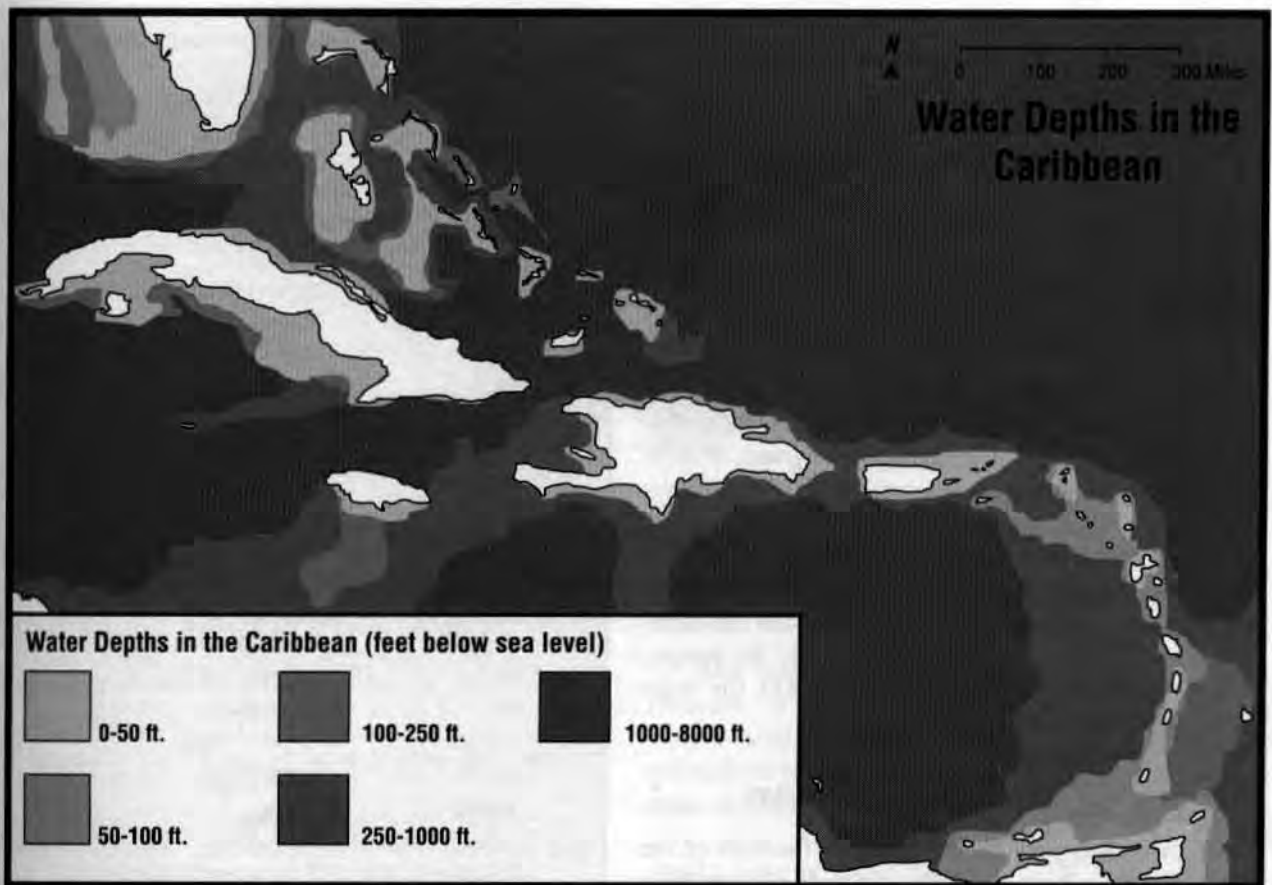 N
0 100 200 300 Miles
Water Depths in the
Caribbean
Water Depths in the Caribbean (feet below sea level)
0-50 ft.
100-250 ft.
1000-8000 ft.
50-100 ft.
250-1000 ft.